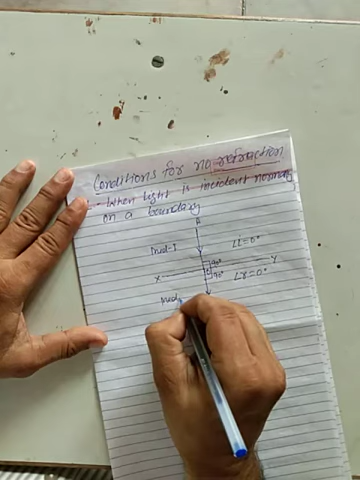 Conditions for no refraction
1. When light is incident normally
on a boundary
A
Med-I
∠i=0°
90°
X
Y
90°
∠r=0°
Med